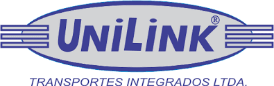 UNILINK®
TRANSPORTES INTEGRADOS LTDA.